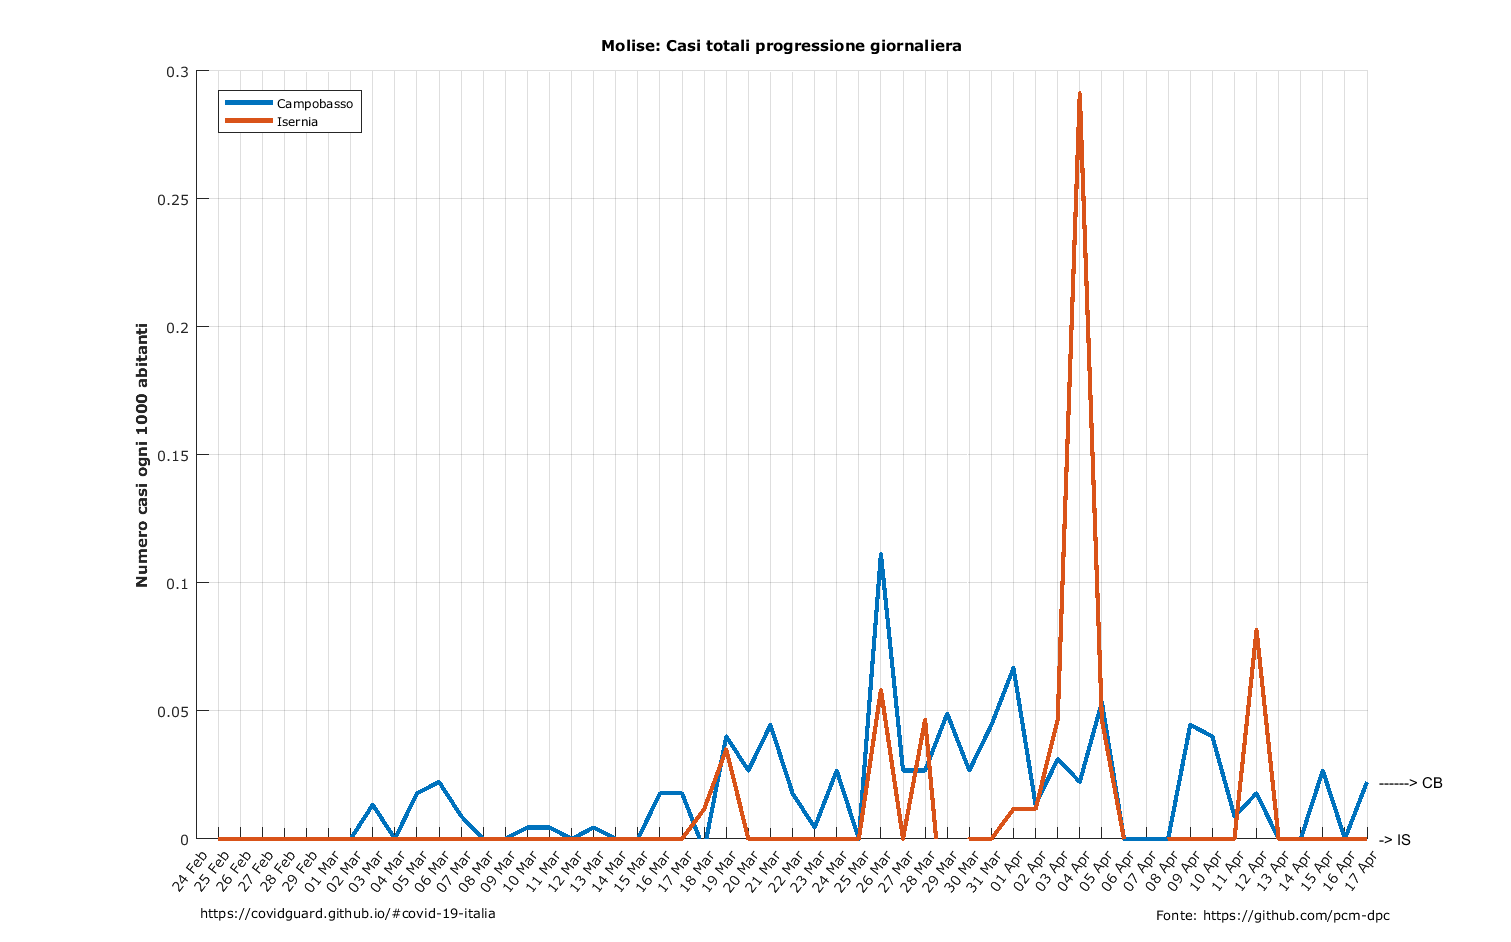 Molise: Casi totali progressione giornaliera
Campobasso
Isernia
Numero casi ogni 1000 abitanti
0.3
0.25
0.2
0.15
0.1
0.05
0
------> CB
-> IS
24 Feb
25 Feb
26 Feb
27 Feb
28 Feb
29 Feb
01 Mar
02 Mar
03 Mar
04 Mar
05 Mar
06 Mar
07 Mar
08 Mar
09 Mar
10 Mar
11 Mar
12 Mar
13 Mar
14 Mar
15 Mar
16 Mar
17 Mar
18 Mar
19 Mar
20 Mar
21 Mar
22 Mar
23 Mar
24 Mar
25 Mar
26 Mar
27 Mar
28 Mar
29 Mar
30 Mar
31 Mar
01 Apr
02 Apr
03 Apr
04 Apr
05 Apr
06 Apr
07 Apr
08 Apr
09 Apr
10 Apr
11 Apr
12 Apr
13 Apr
14 Apr
15 Apr
16 Apr
17 Apr
https://covidguard.github.io/#covid-19-italia
Fonte: https://github.com/pcm-dpc